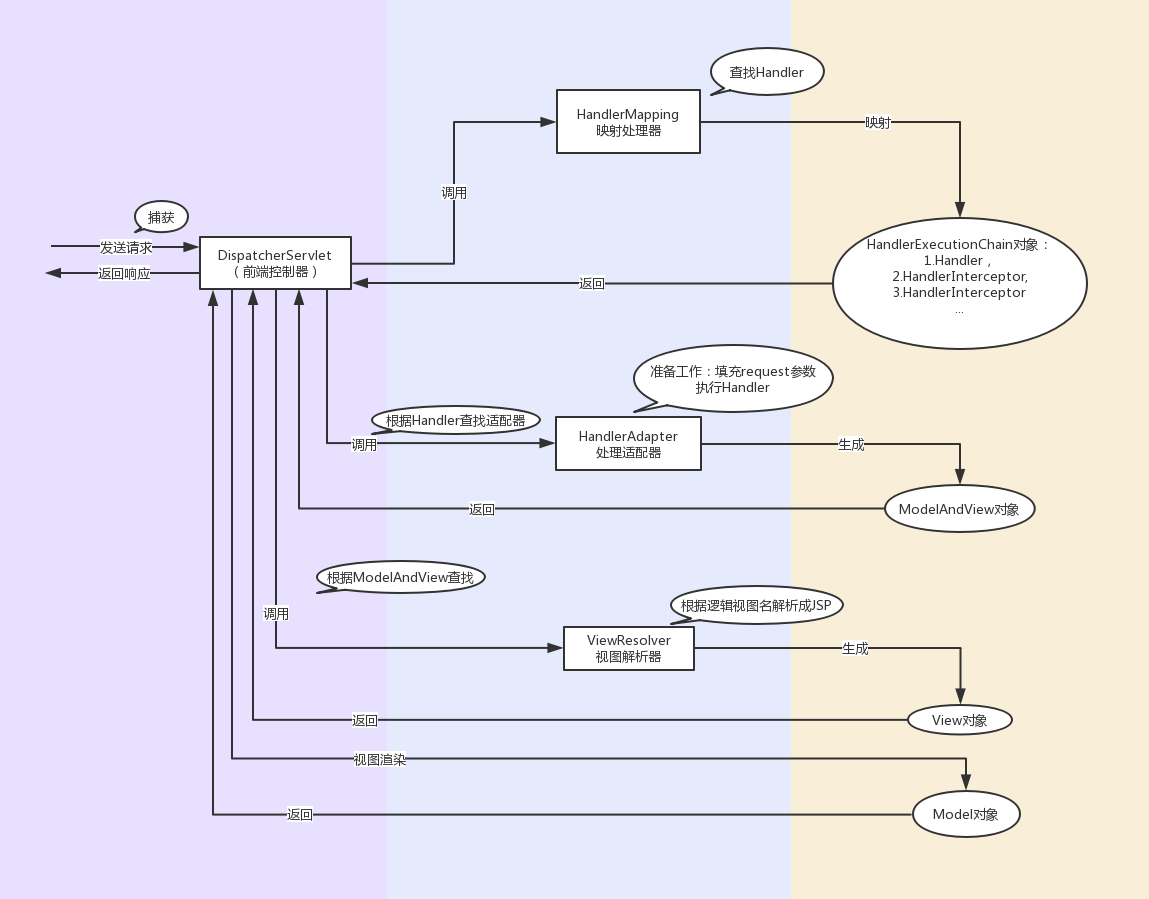 查找Handler
HandlerMapping
映射处理器
映射
调用
捕获
发送请求
返回响应
DispatcherServlet
（前端控制器）
返回
HandlerExecutionChain对象：
1.Handler，
2.HandlerInterceptor,
3.HandlerInterceptor
...
准备工作：填充request参数
执行Handler
根据Handler查找适配器
调用
HandlerAdapter
处理适配器
生成
返回
ModelAndView对象
根据ModelAndView查找
调用
根据逻辑视图名解析成JSP
ViewResolver
视图解析器
生成
返回
View对象
视图渲染
返回
Model对象